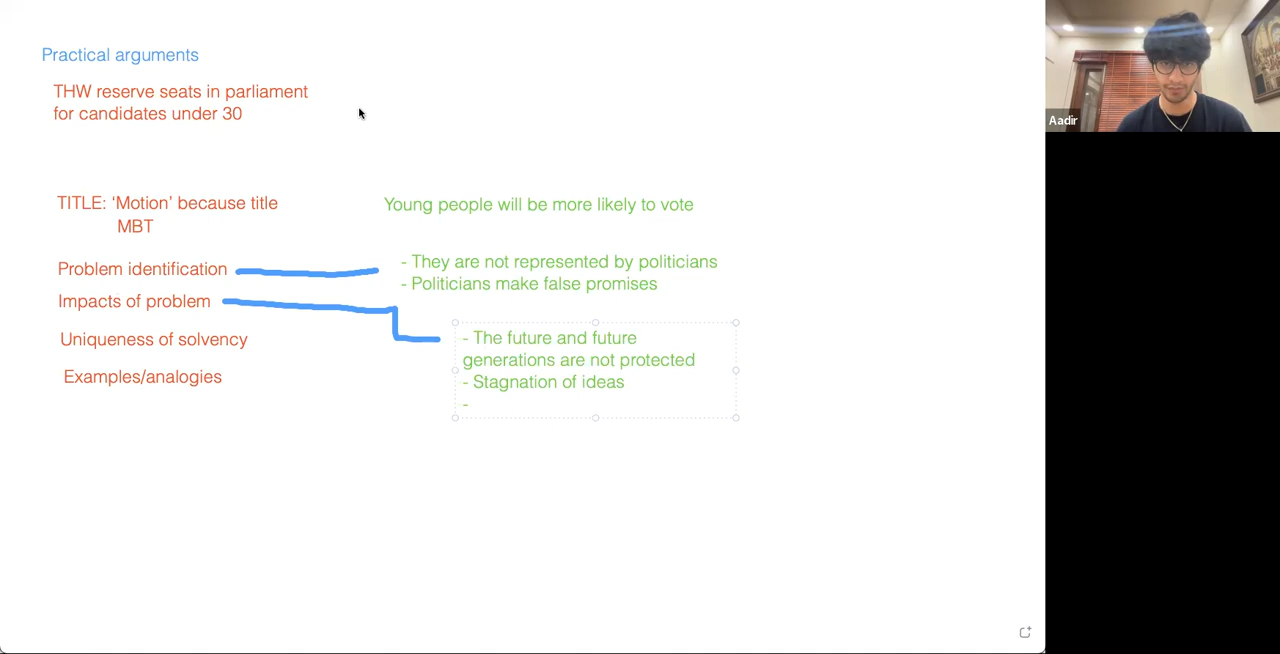 Practical arguments
THW reserve seats in parliament
for candidates under 30
TITLE: ‘Motion’ because title
MBT
Young people will be more likely to vote
Problem identification
- They are not represented by politicians
- Politicians make false promises
Impacts of problem
- The future and future
generations are not protected
- Stagnation of ideas
-
Uniqueness of solvency
Examples/analogies
Aadir